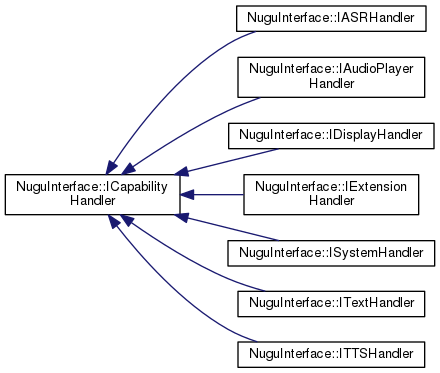 NuguInterface::IASRHandler
NuguInterface::IAudioPlayer
Handler
NuguInterface::IDisplayHandler
NuguInterface::ICapability
Handler
NuguInterface::IExtension
Handler
NuguInterface::ISystemHandler
NuguInterface::ITextHandler
NuguInterface::ITTSHandler